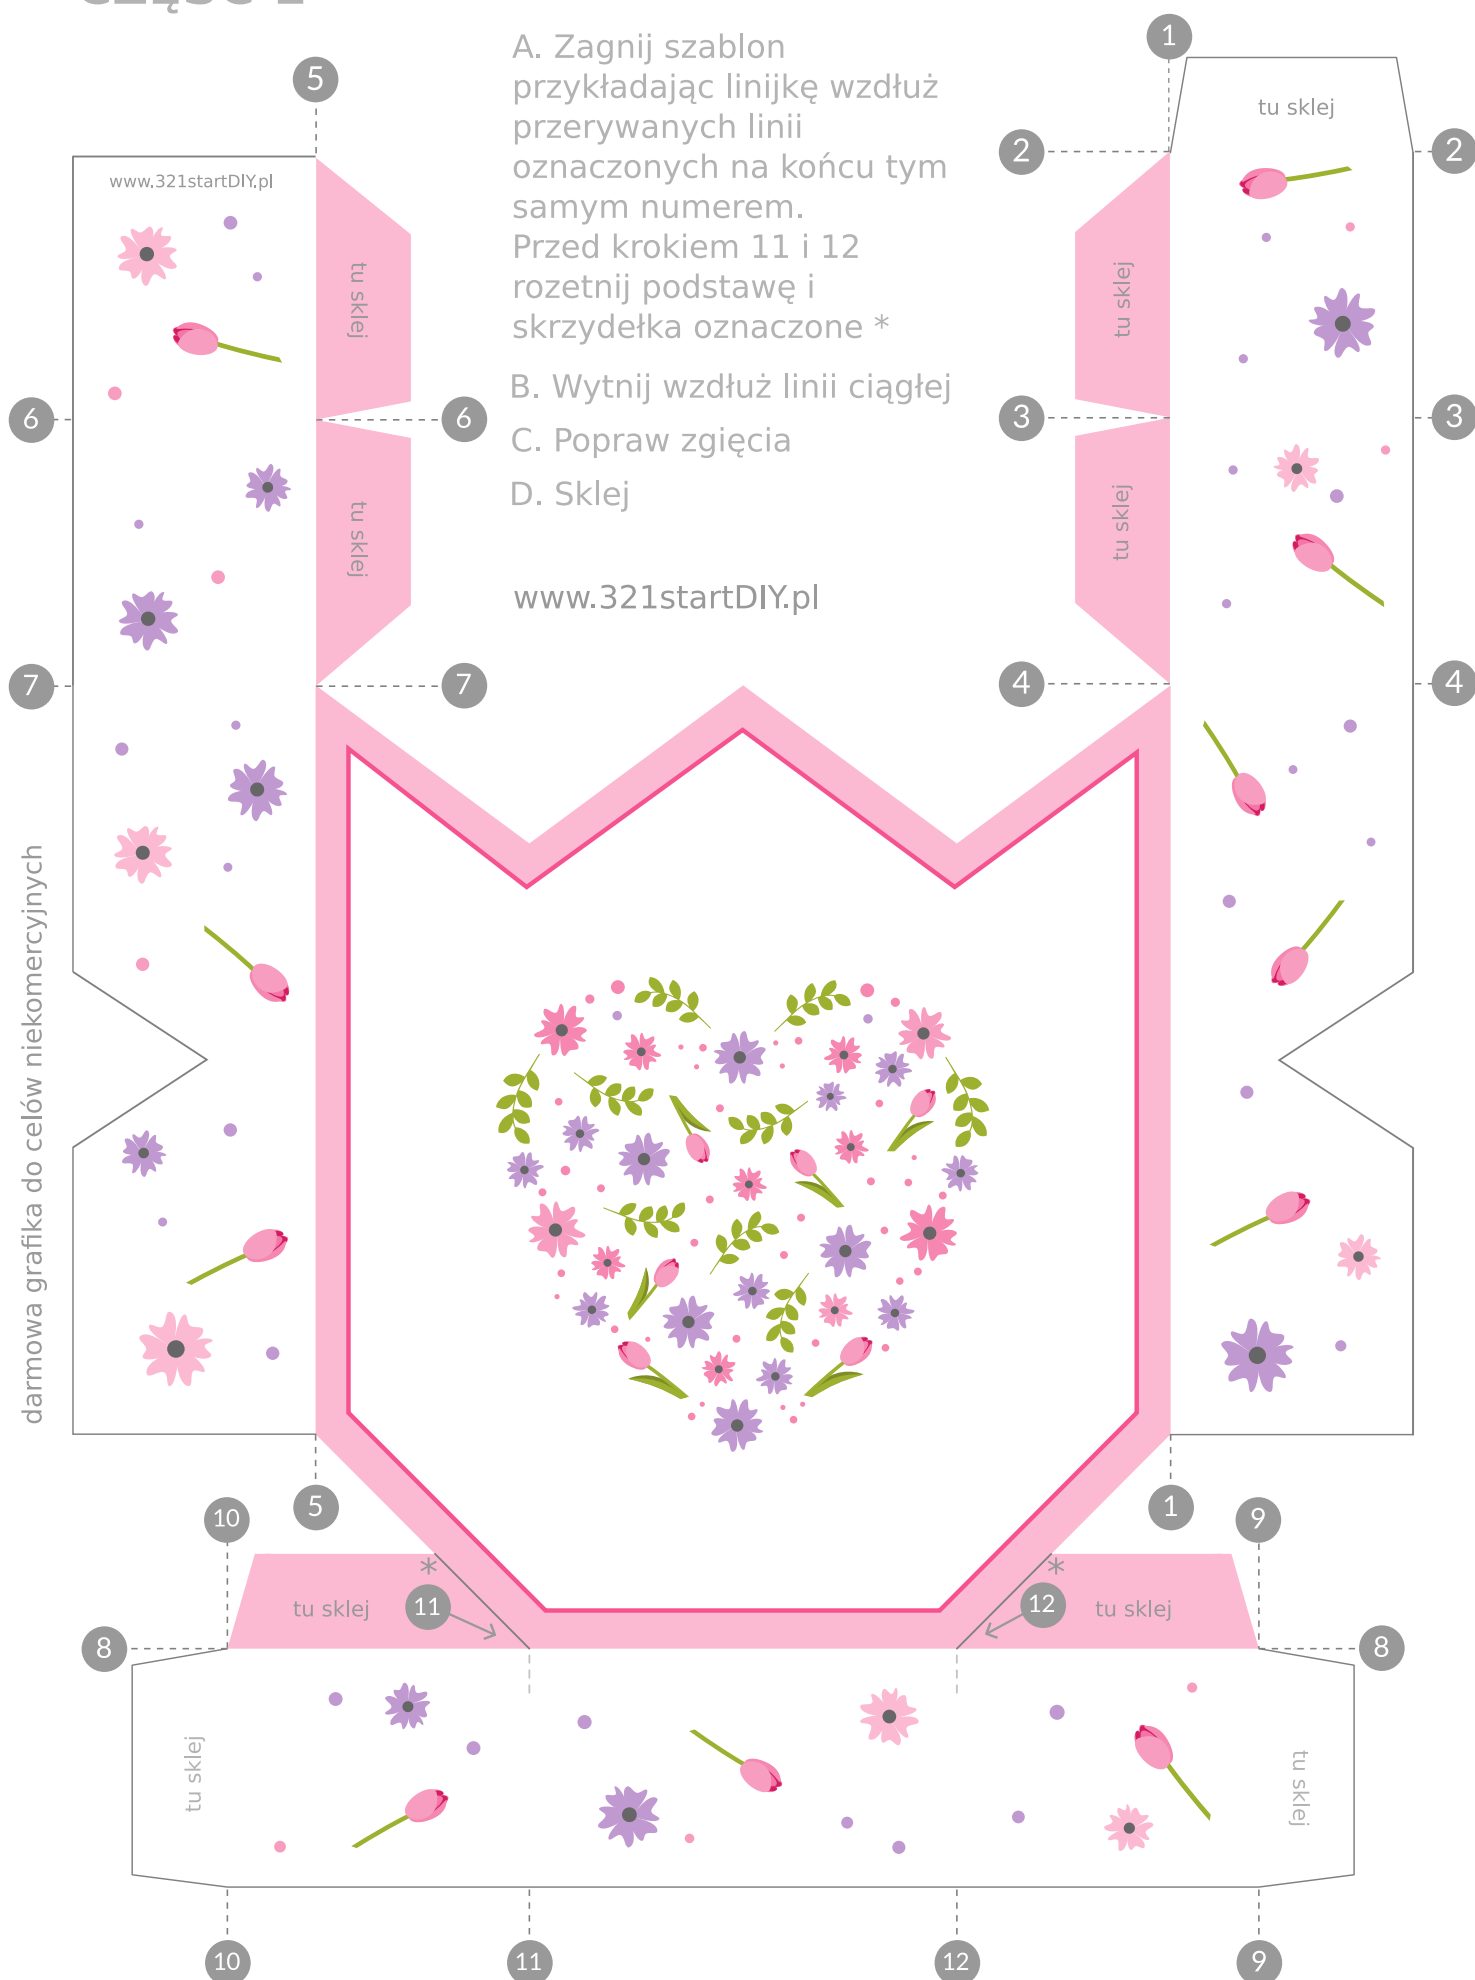 CZĘŚĆ 1
A. Zagnij szablon
przykładając linijkę wzdłuż
przerywanych linii
oznaczonych na końcu tym
samym numerem.
Przed krokiem 11 i 12
rozetnij podstawę i
skrzydełka oznaczone *
B. Wytnij wzdłuż linii ciągłej
C. Popraw zgięcia
D. Sklej
www.321startDIY.pl
1
5
tu sklej
2
2
www.321startDIY.pl
tu sklej
tu sklej
6
6
3
3
tu sklej
tu sklej
7
7
4
4
darmowa grafika do celów niekomercyjnych
5
1
10
9
*
*
tu sklej
11
12
tu sklej
8
8
tu sklej
tu sklej
10
11
12
9